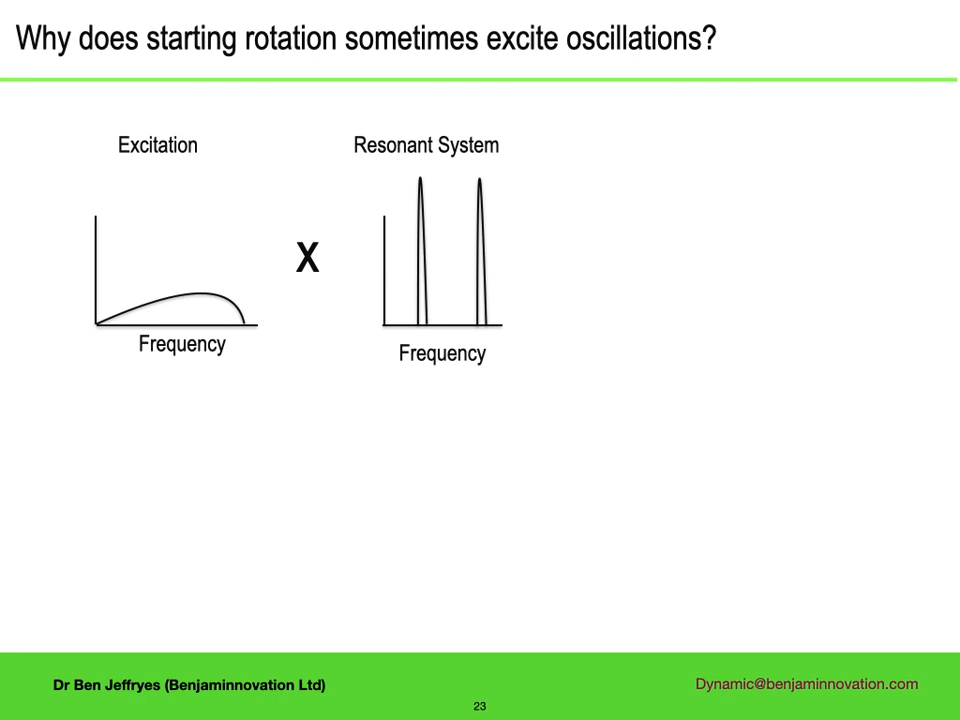 Why does starting rotation sometimes excite oscillations?
Excitation
Resonant System
X
Frequency
Frequency
Dr Ben Jeffryes (Benjaminnovation Ltd)
Dynamic@benjaminnovation.com
23